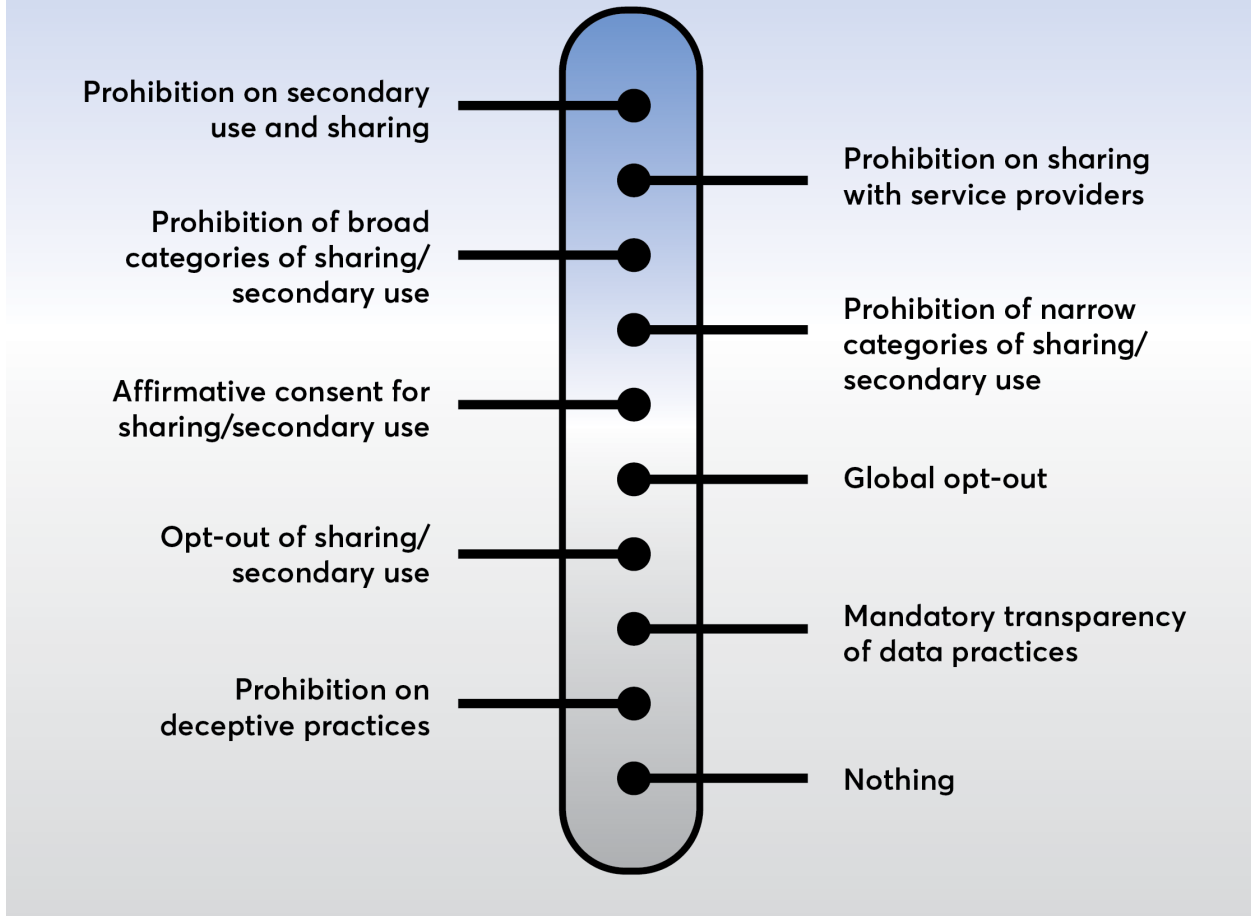 Prohibition on secondary
use and sharing
Prohibition on sharing
with service providers
Prohibition of broad
categories of sharing/
secondary use
Prohibition of narrow
categories of sharing/
secondary use
Affirmative consent for
sharing/secondary use
Global opt-out
Opt-out of sharing/
secondary use
Mandatory transparency
of data practices
Prohibition on
deceptive practices
Nothing